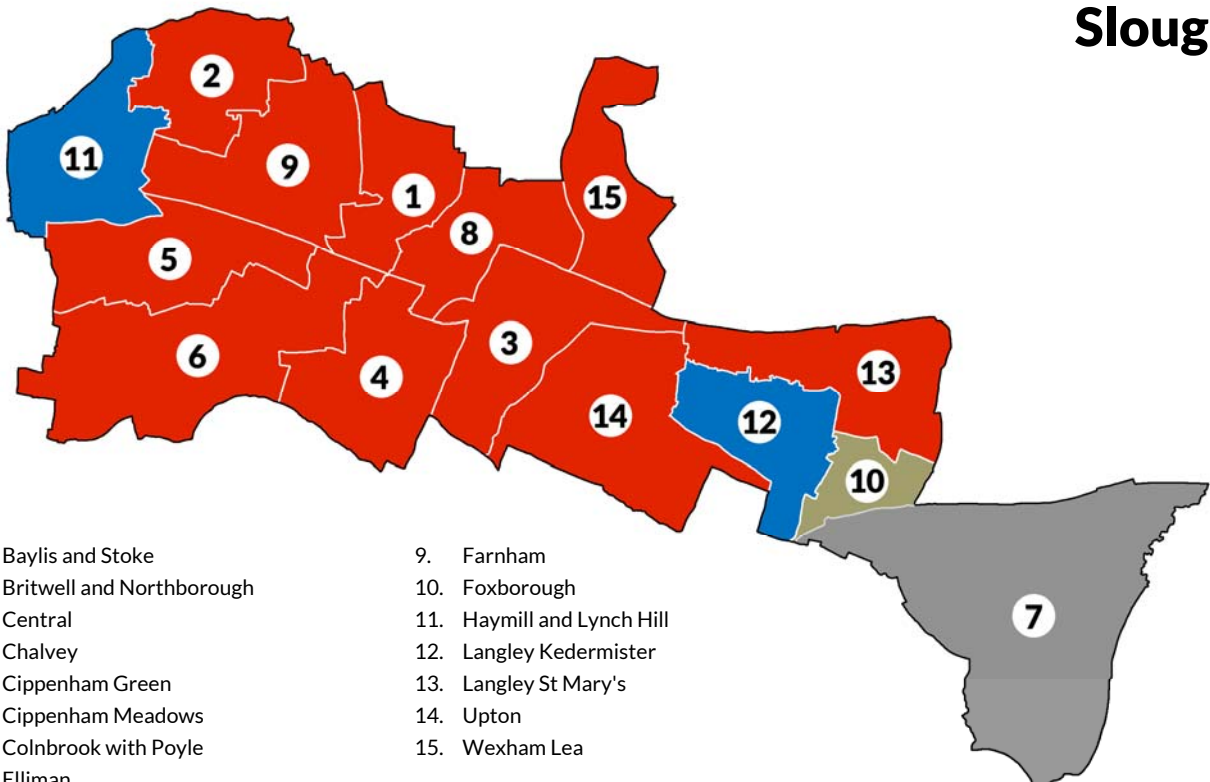 Sloug
2
11
9
1
15
8
5
3
6
4
13
14
12
10
7
Baylis and Stoke
Britwell and Northborough
Central
Chalvey
Cippenham Green
Cippenham Meadows
Colnbrook with Poyle
Elliman
9. Farnham
10. Foxborough
11. Haymill and Lynch Hill
12. Langley Kedermister
13. Langley St Mary's
14. Upton
15. Wexham Lea